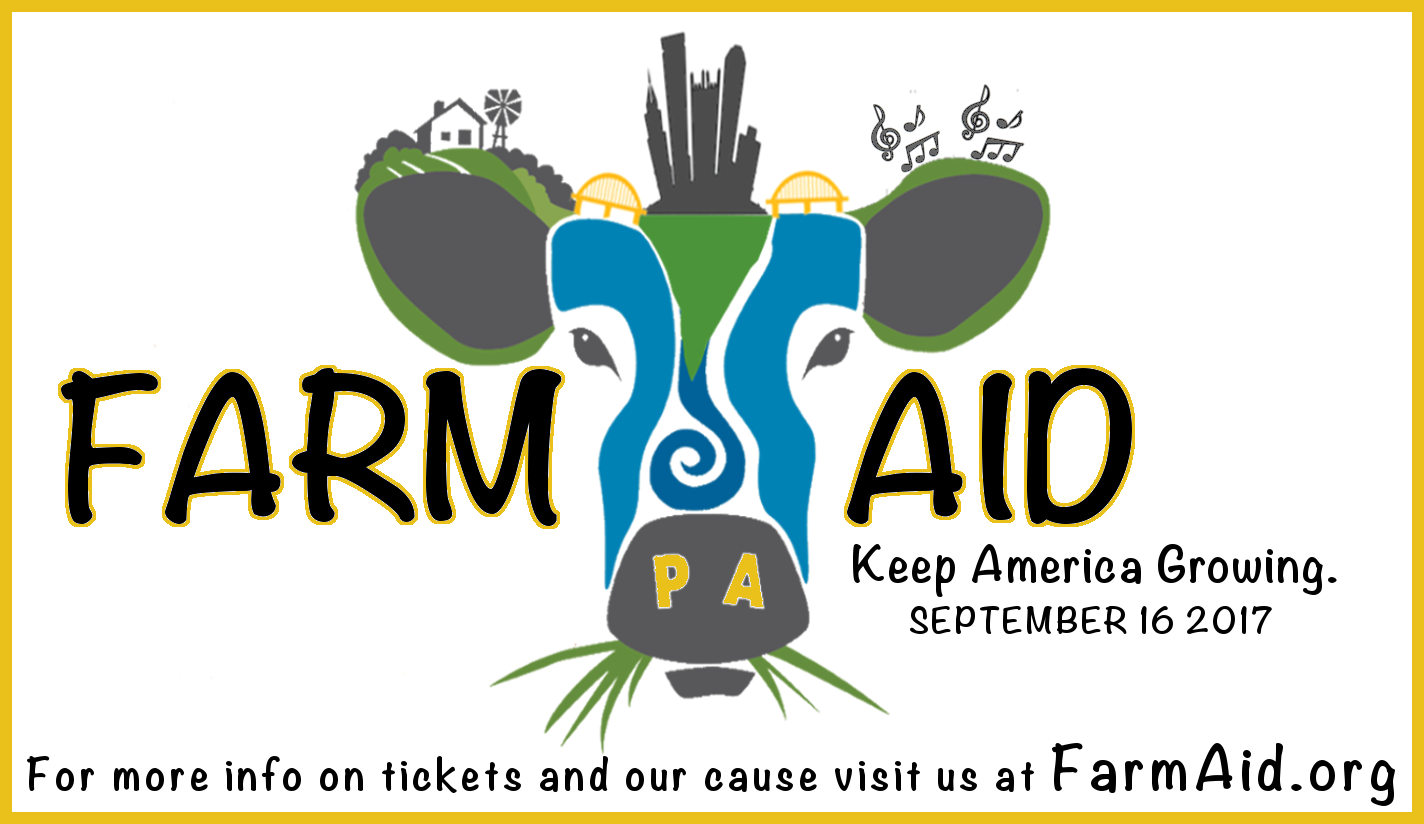 FARM AID
P A
Keep America Growing.
SEPTEMBER 16 2017
For more info on tickets and our cause visit us at FarmAid.org